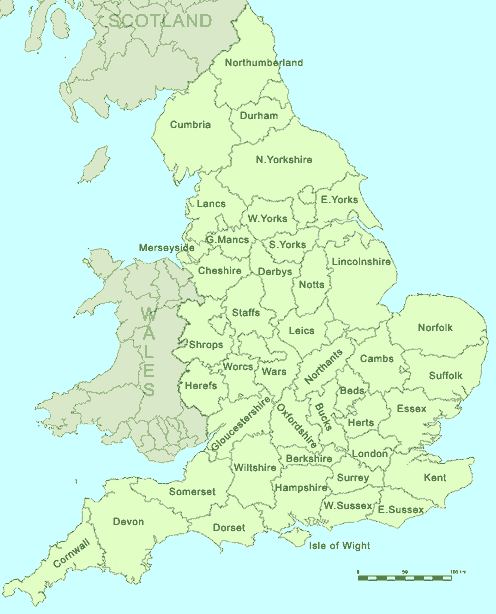 SCOTLAND
Northumberland
Durham
Cumbria
N.Yorkshire
Lancs
E.Yorks
W.Yorks
G.Mancs
S.Yorks
Merseyside
Lincolnshire
Cheshire
Derbys
Notts
WALES
Staffs
Leics
Norfolk
Shrops
Northants
Cambs
Worcs
Wars
Suffolk
Herefs
Beds
Essex
Gloucestershire
Oxfordshire
Bucks
Herts
London
Berkshire
Wiltshire
Hampshire
Surrey
Kent
Somerset
W.Sussex
E.Sussex
Devon
Dorset
Cornwall
Isle of Wight
0
50